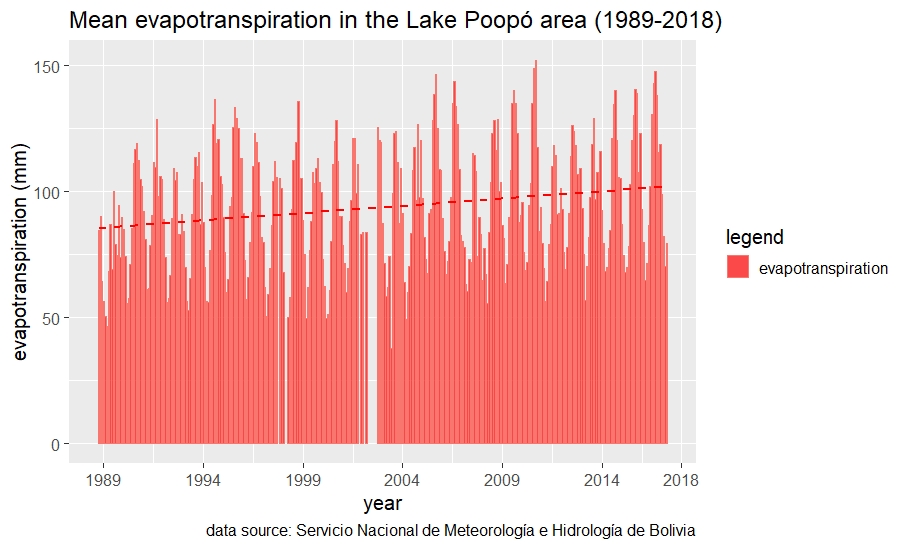 Mean evapotranspiration in the Lake Poopó area (1989-2018)
150
100
50
0
evapotranspiration (mm)
1989 1994 1999 2004 2009 2014 2018
year
legend
evapotranspiration
data source: Servicio Nacional de Meteorología e Hidrología de Bolivia